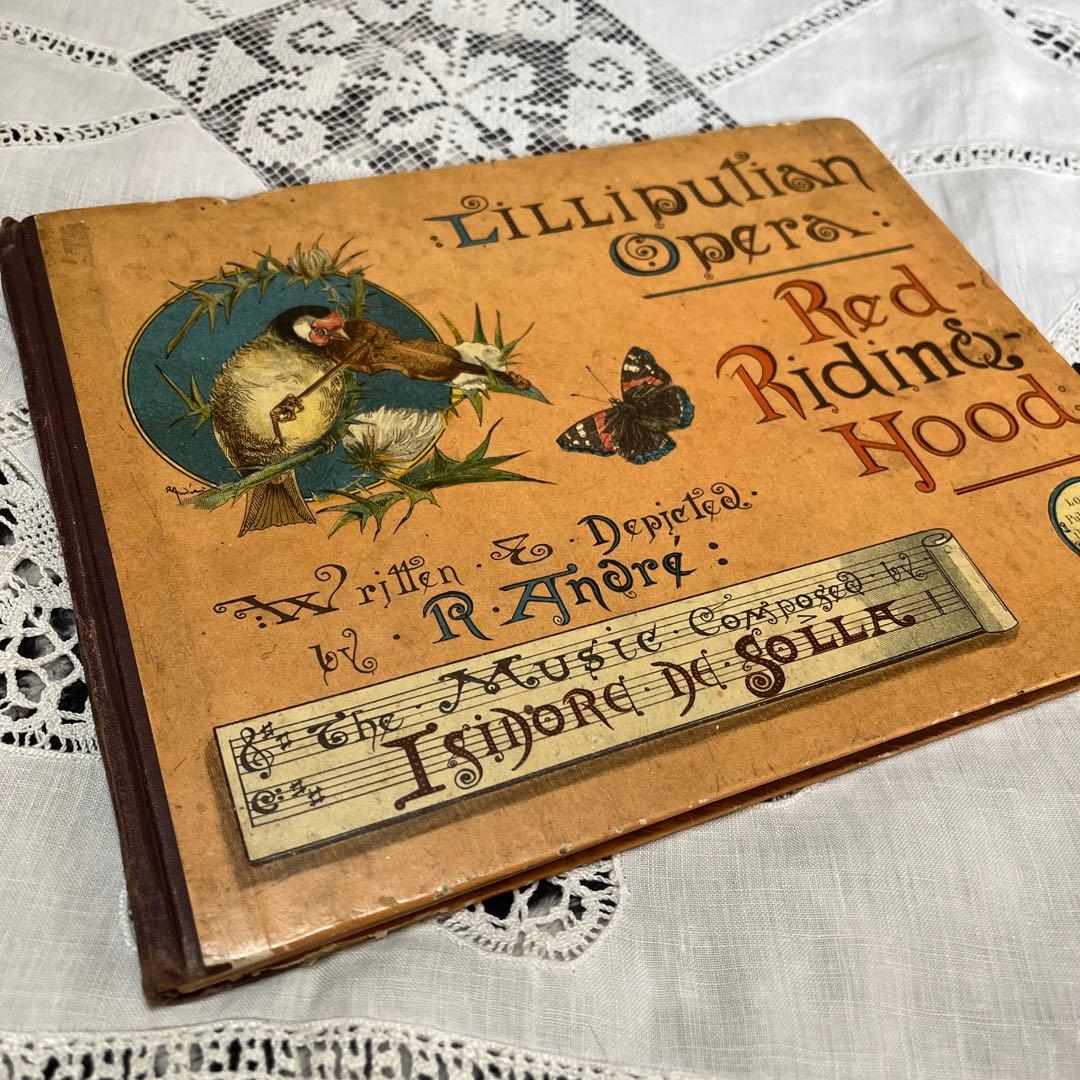 :Lilliputian
Opera:
Red-
Riding-
Hood.
Written & Depicted
by R. André:
The Music Composed by
Isidore de Solla